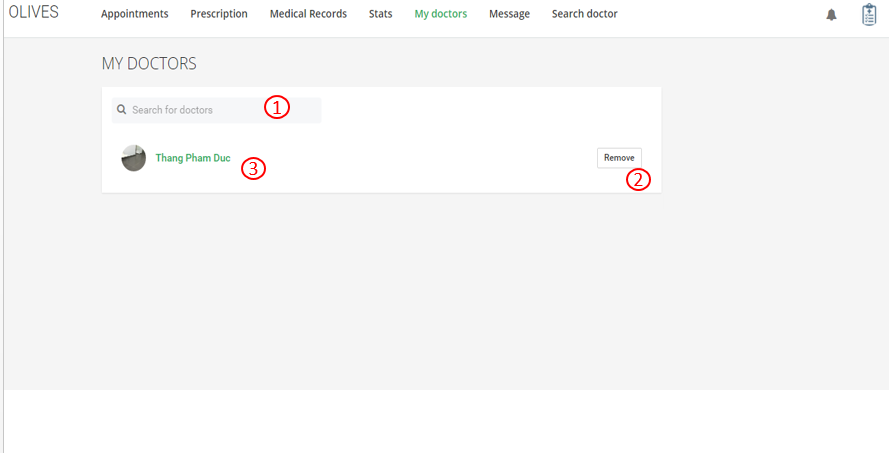 OLIVES Appointments Prescription Medical Records Stats My doctors Message Search doctor
MY DOCTORS
Search for doctors 1
Thang Pham Duc Remove
3 2